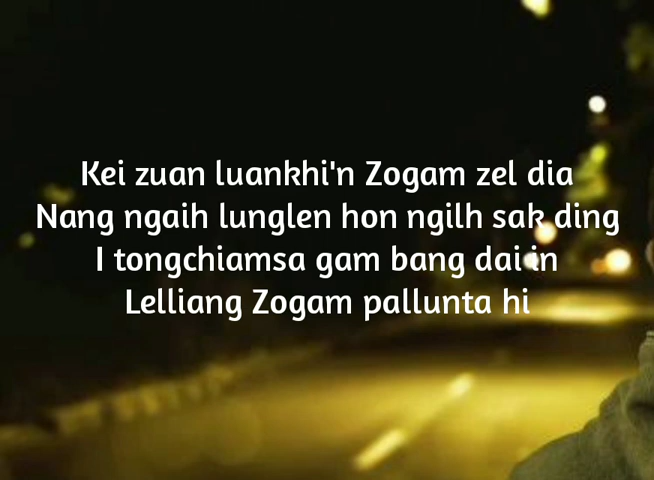 Kei zuan luankhi'n Zogam zel dia
Nang ngaih lunglen hon ngilh sak ding
I tongchiamsa gam bang dai in
Lelliang Zogam pallunta hi